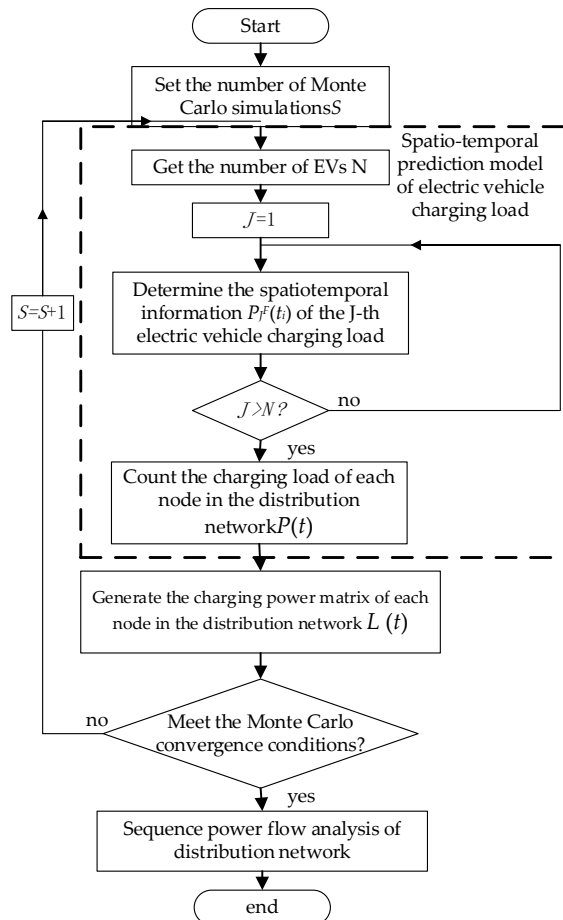 Start
Set the number of Monte
Carlo simulationsS
Spatio-temporal
prediction model
of electric vehicle
charging load
Get the number of EVs N
J=1
Determine the spatiotemporal
information P_J^F(t_i) of the J-th
electric vehicle charging load
S=S+1
J>N?
no
yes
Count the charging load of each
node in the distribution
networkP(t)
Generate the charging power matrix of each
node in the distribution network L (t)
no
Meet the Monte Carlo
convergence conditions?
yes
Sequence power flow analysis of
distribution network
end